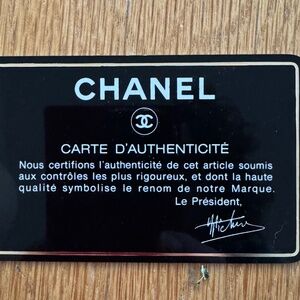 CHANEL
CARTE D'AUTHENTICITÉ
Nous certifions l'authenticité de cet article soumis
aux contrôles les plus rigoureux, et dont la haute
qualité symbolise le renom de notre Marque.
Le Président,